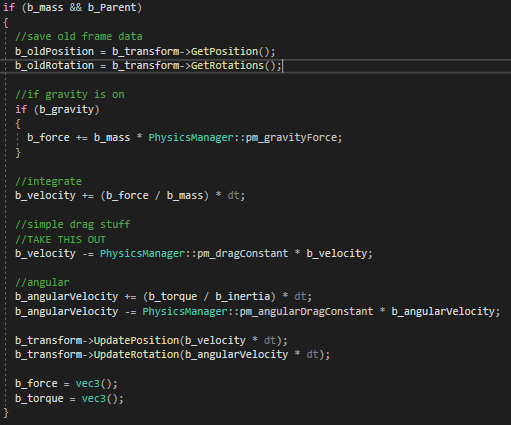 if (b_mass && b_Parent)
{
//save old frame data
b_oldPosition = b_transform->GetPosition();
b_oldRotation = b_transform->GetRotations();
//if gravity is on
if (b_gravity)
{
b_force += b_mass * PhysicsManager::pm_gravityForce;
}
//integrate
b_velocity += (b_force / b_mass) * dt;
//simple drag stuff
//TAKE THIS OUT
b_velocity -= PhysicsManager::pm_dragConstant * b_velocity;
//angular
b_angularVelocity += (b_torque / b_inertia) * dt;
b_angularVelocity -= PhysicsManager::pm_angularDragConstant * b_angularVelocity;
b_transform->UpdatePosition(b_velocity * dt);
b_transform->UpdateRotation(b_angularVelocity * dt);
b_force = vec3();
b_torque = vec3();
}